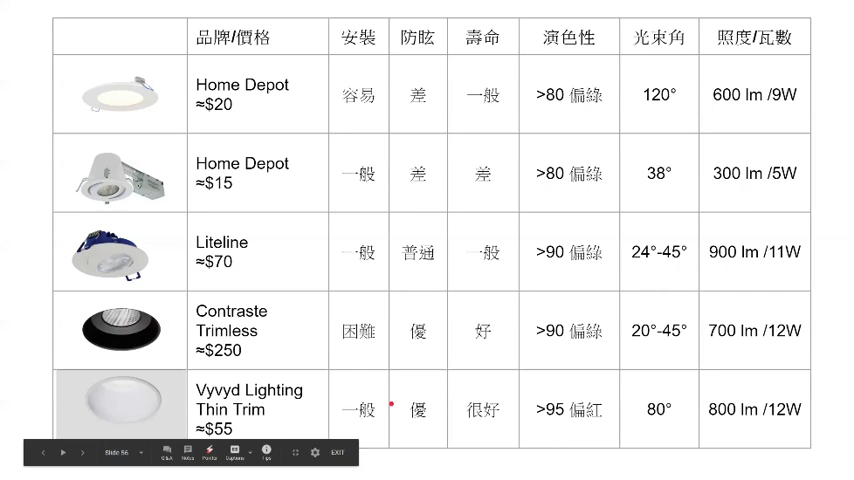 品牌/價格 安裝 防眩 壽命 演色性 光束角 照度/瓦數
Home Depot
≈$20
容易 差 一般 >80 偏綠 120° 600 lm /9W
Home Depot
≈$15
一般 差 差 >80 偏綠 38° 300 lm /5W
Liteline
≈$70
一般 普通 一般 >90 偏綠 24°-45° 900 lm /11W
Contraste
Trimless
≈$250
困難 優 好 >90 偏綠 20°-45° 700 lm /12W
Vyvyd Lighting
Thin Trim
≈$55
一般 優 很好 >95 偏紅 80° 800 lm /12W
Slide 56
Q&A Notes Pointer Captions Tips EXIT